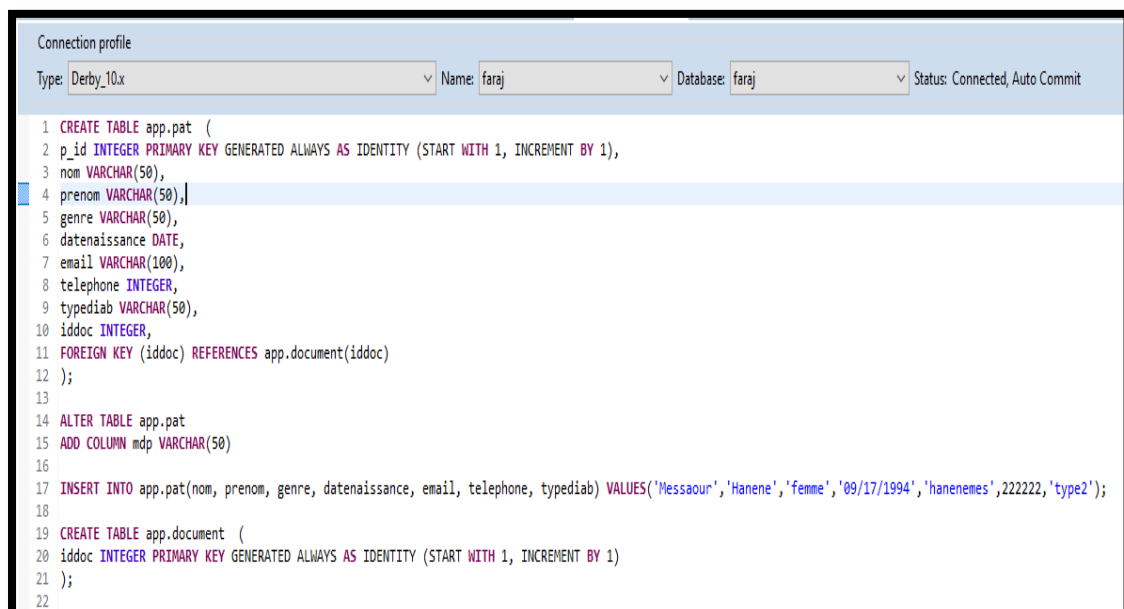 Connection profile
Type: Derby_10.x Name: faraj Database: faraj Status: Connected, Auto Commit
1 CREATE TABLE app.pat (
2 p_id INTEGER PRIMARY KEY GENERATED ALWAYS AS IDENTITY (START WITH 1, INCREMENT BY 1),
3 nom VARCHAR(50),
4 prenom VARCHAR(50),
5 genre VARCHAR(50),
6 datenaissance DATE,
7 email VARCHAR(100),
8 telephone INTEGER,
9 typediab VARCHAR(50),
10 iddoc INTEGER,
11 FOREIGN KEY (iddoc) REFERENCES app.document(iddoc)
12 );
13
14 ALTER TABLE app.pat
15 ADD COLUMN mdp VARCHAR(50)
16
17 INSERT INTO app.pat(nom, prenom, genre, datenaissance, email, telephone, typediab) VALUES('Messaour','Hanene','femme','09/17/1994','hanenemes',222222,'type2');
18
19 CREATE TABLE app.document (
20 iddoc INTEGER PRIMARY KEY GENERATED ALWAYS AS IDENTITY (START WITH 1, INCREMENT BY 1)
21 );
22